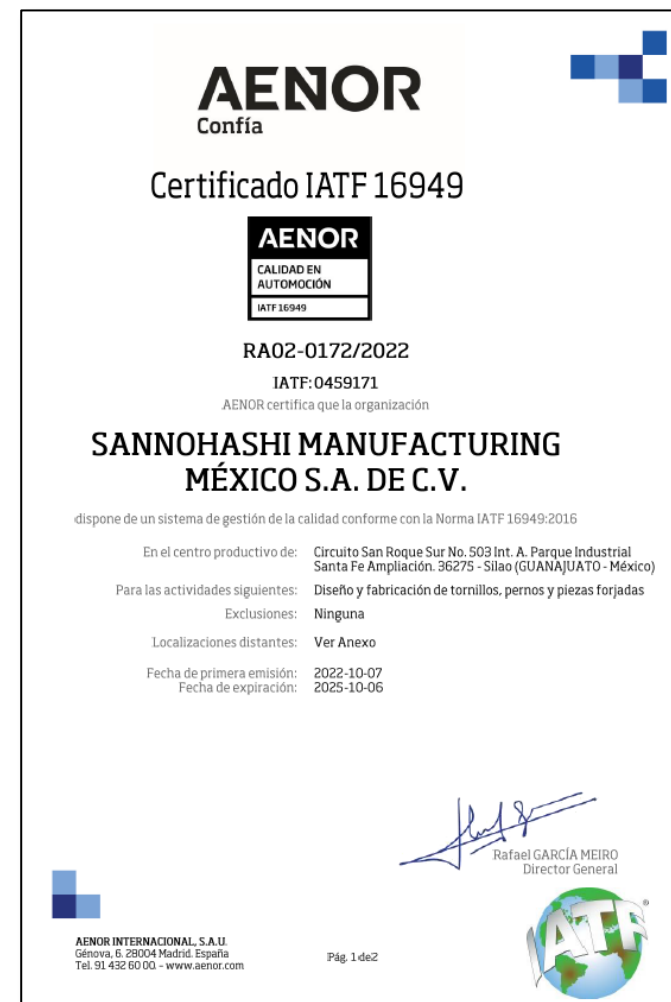 AENOR
Confía
Certificado IATF 16949
AENOR
CALIDAD EN
AUTOMOCIÓN
IATF 16949
RA02-0172/2022
IATF: 0459171
AENOR certifica que la organización
SANNOHASHI MANUFACTURING
MÉXICO S.A. DE C.V.
dispone de un sistema de gestión de la calidad conforme con la Norma IATF 16949:2016
En el centro productivo de: Circuito San Roque Sur No. 503 Int. A. Parque Industrial
Santa Fe Ampliación. 36275 - Silao (GUANAJUATO - México)
Para las actividades siguientes: Diseño y fabricación de tornillos, pernos y piezas forjadas
Exclusiones: Ninguna
Localizaciones distantes: Ver Anexo
Fecha de primera emisión: 2022-10-07
Fecha de expiración: 2025-10-06
Rafael GARCÍA MEIRO
Director General
IATF
®
AENOR INTERNACIONAL, S.A.U.
Génova, 6. 28004 Madrid. España
Tel. 91 432 60 00. - www.aenor.com
Pág. 1 de2